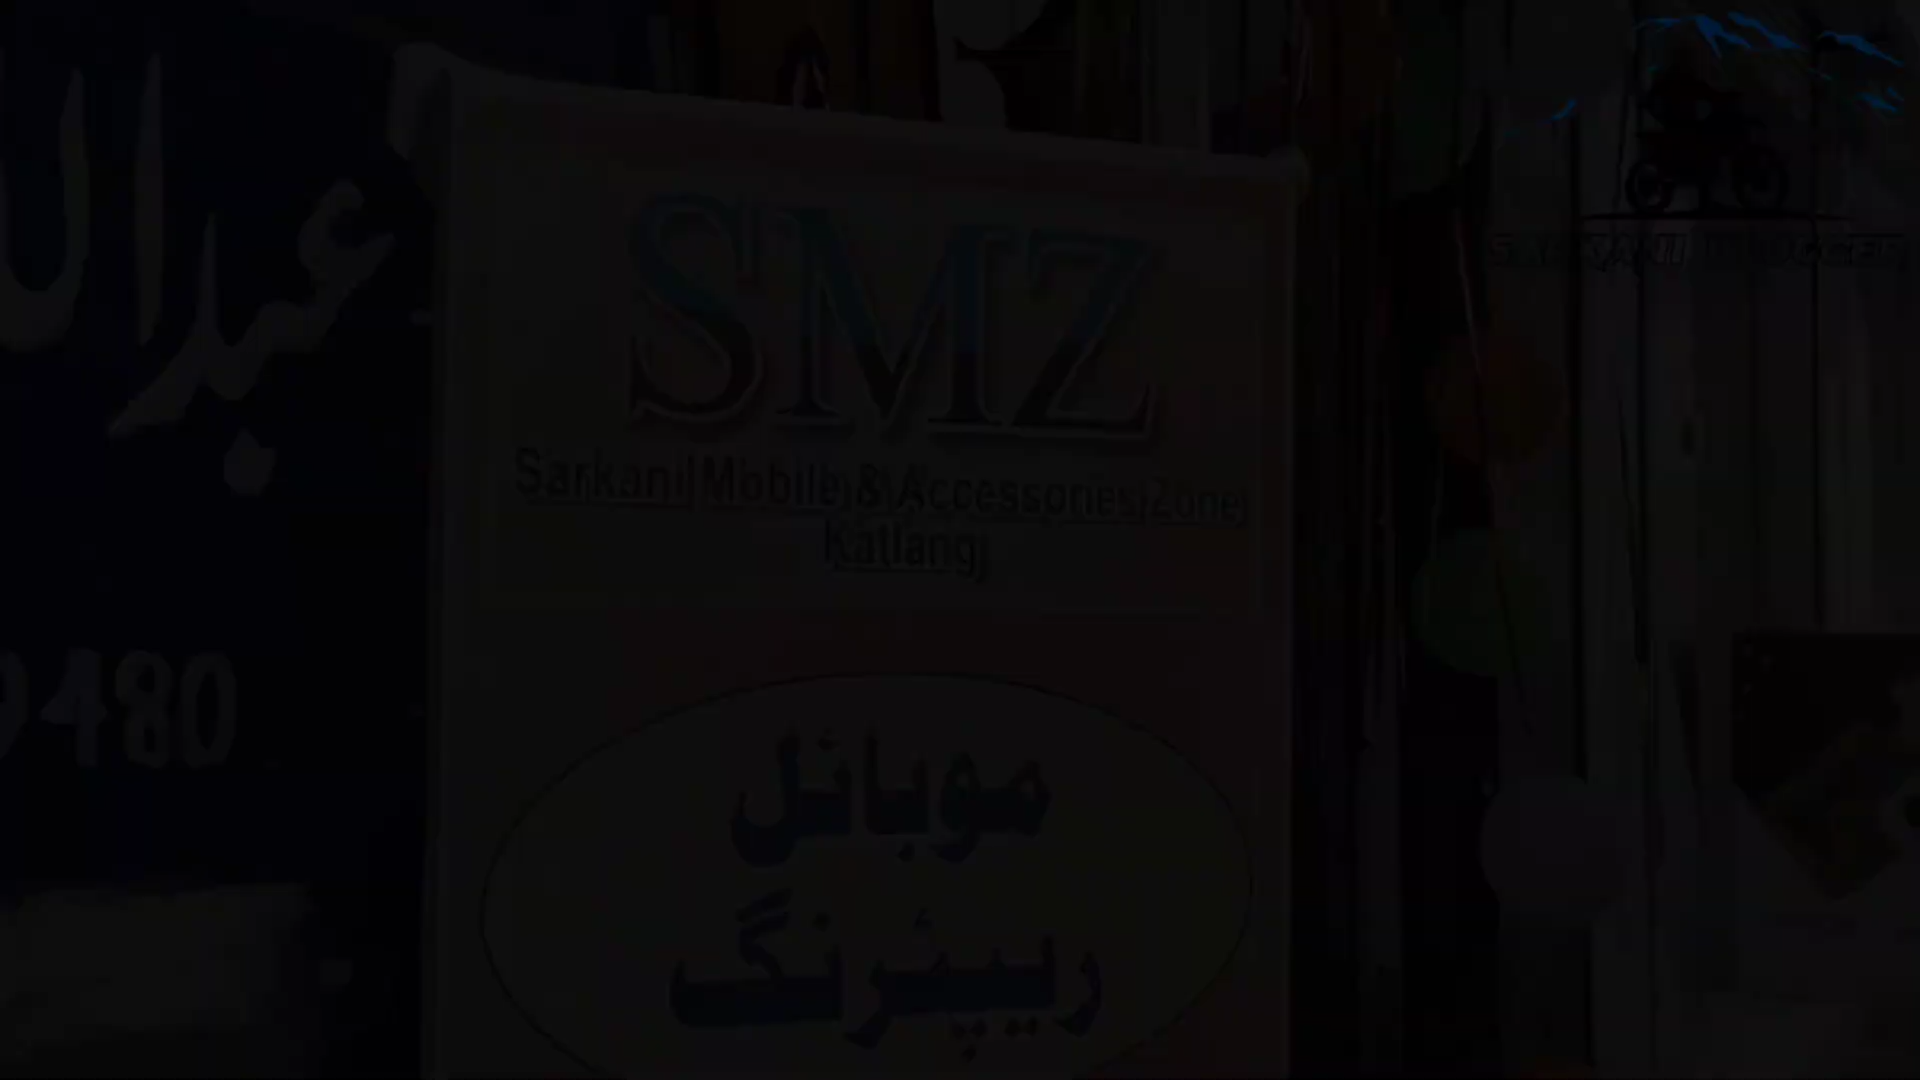 SMZ
Sarkani Mobile & Accessories Zone
Katlang
موبائل
ریپئرنگ
عبدال
9480